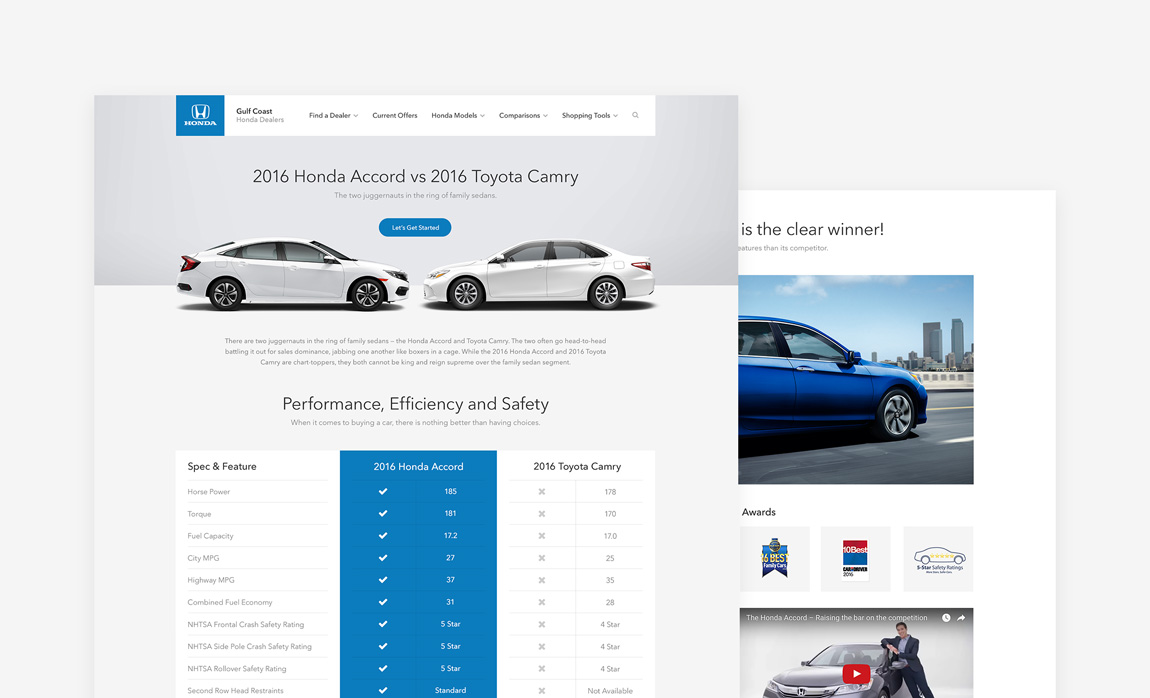 HONDA
Gulf Coast
Honda Dealers
Find a Dealer
Current Offers
Honda Models
Comparisons
Shopping Tools
2016 Honda Accord vs 2016 Toyota Camry
The two juggernauts in the ring of family sedans.
Let's Get Started
There are two juggernauts in the ring of family sedans – the Honda Accord and Toyota Camry. The two often go head-to-head
battling it out for sales dominance, jabbing one another like boxers in a cage. While the 2016 Honda Accord and 2016 Toyota
Camry are chart-toppers, they both cannot be king and reign supreme over the family sedan segment.
Performance, Efficiency and Safety
When it comes to buying a car, there is nothing better than having choices.
Spec & Feature 2016 Honda Accord 2016 Toyota Camry
Horse Power 185 178
Torque 181 170
Fuel Capacity 17.2 17.0
City MPG 27 25
Highway MPG 37 35
Combined Fuel Economy 31 28
NHTSA Frontal Crash Safety Rating 5 Star 4 Star
NHTSA Side Pole Crash Safety Rating 5 Star 4 Star
NHTSA Rollover Safety Rating 5 Star 4 Star
Second Row Head Restraints Standard Not Available
is the clear winner!
eatures than its competitor.
Awards
16 BEST
Family Cars
10Best
CAR and DRIVER
2016
5-Star Safety Ratings
More Stars. Safer Cars.
The Honda Accord – Raising the bar on the competition